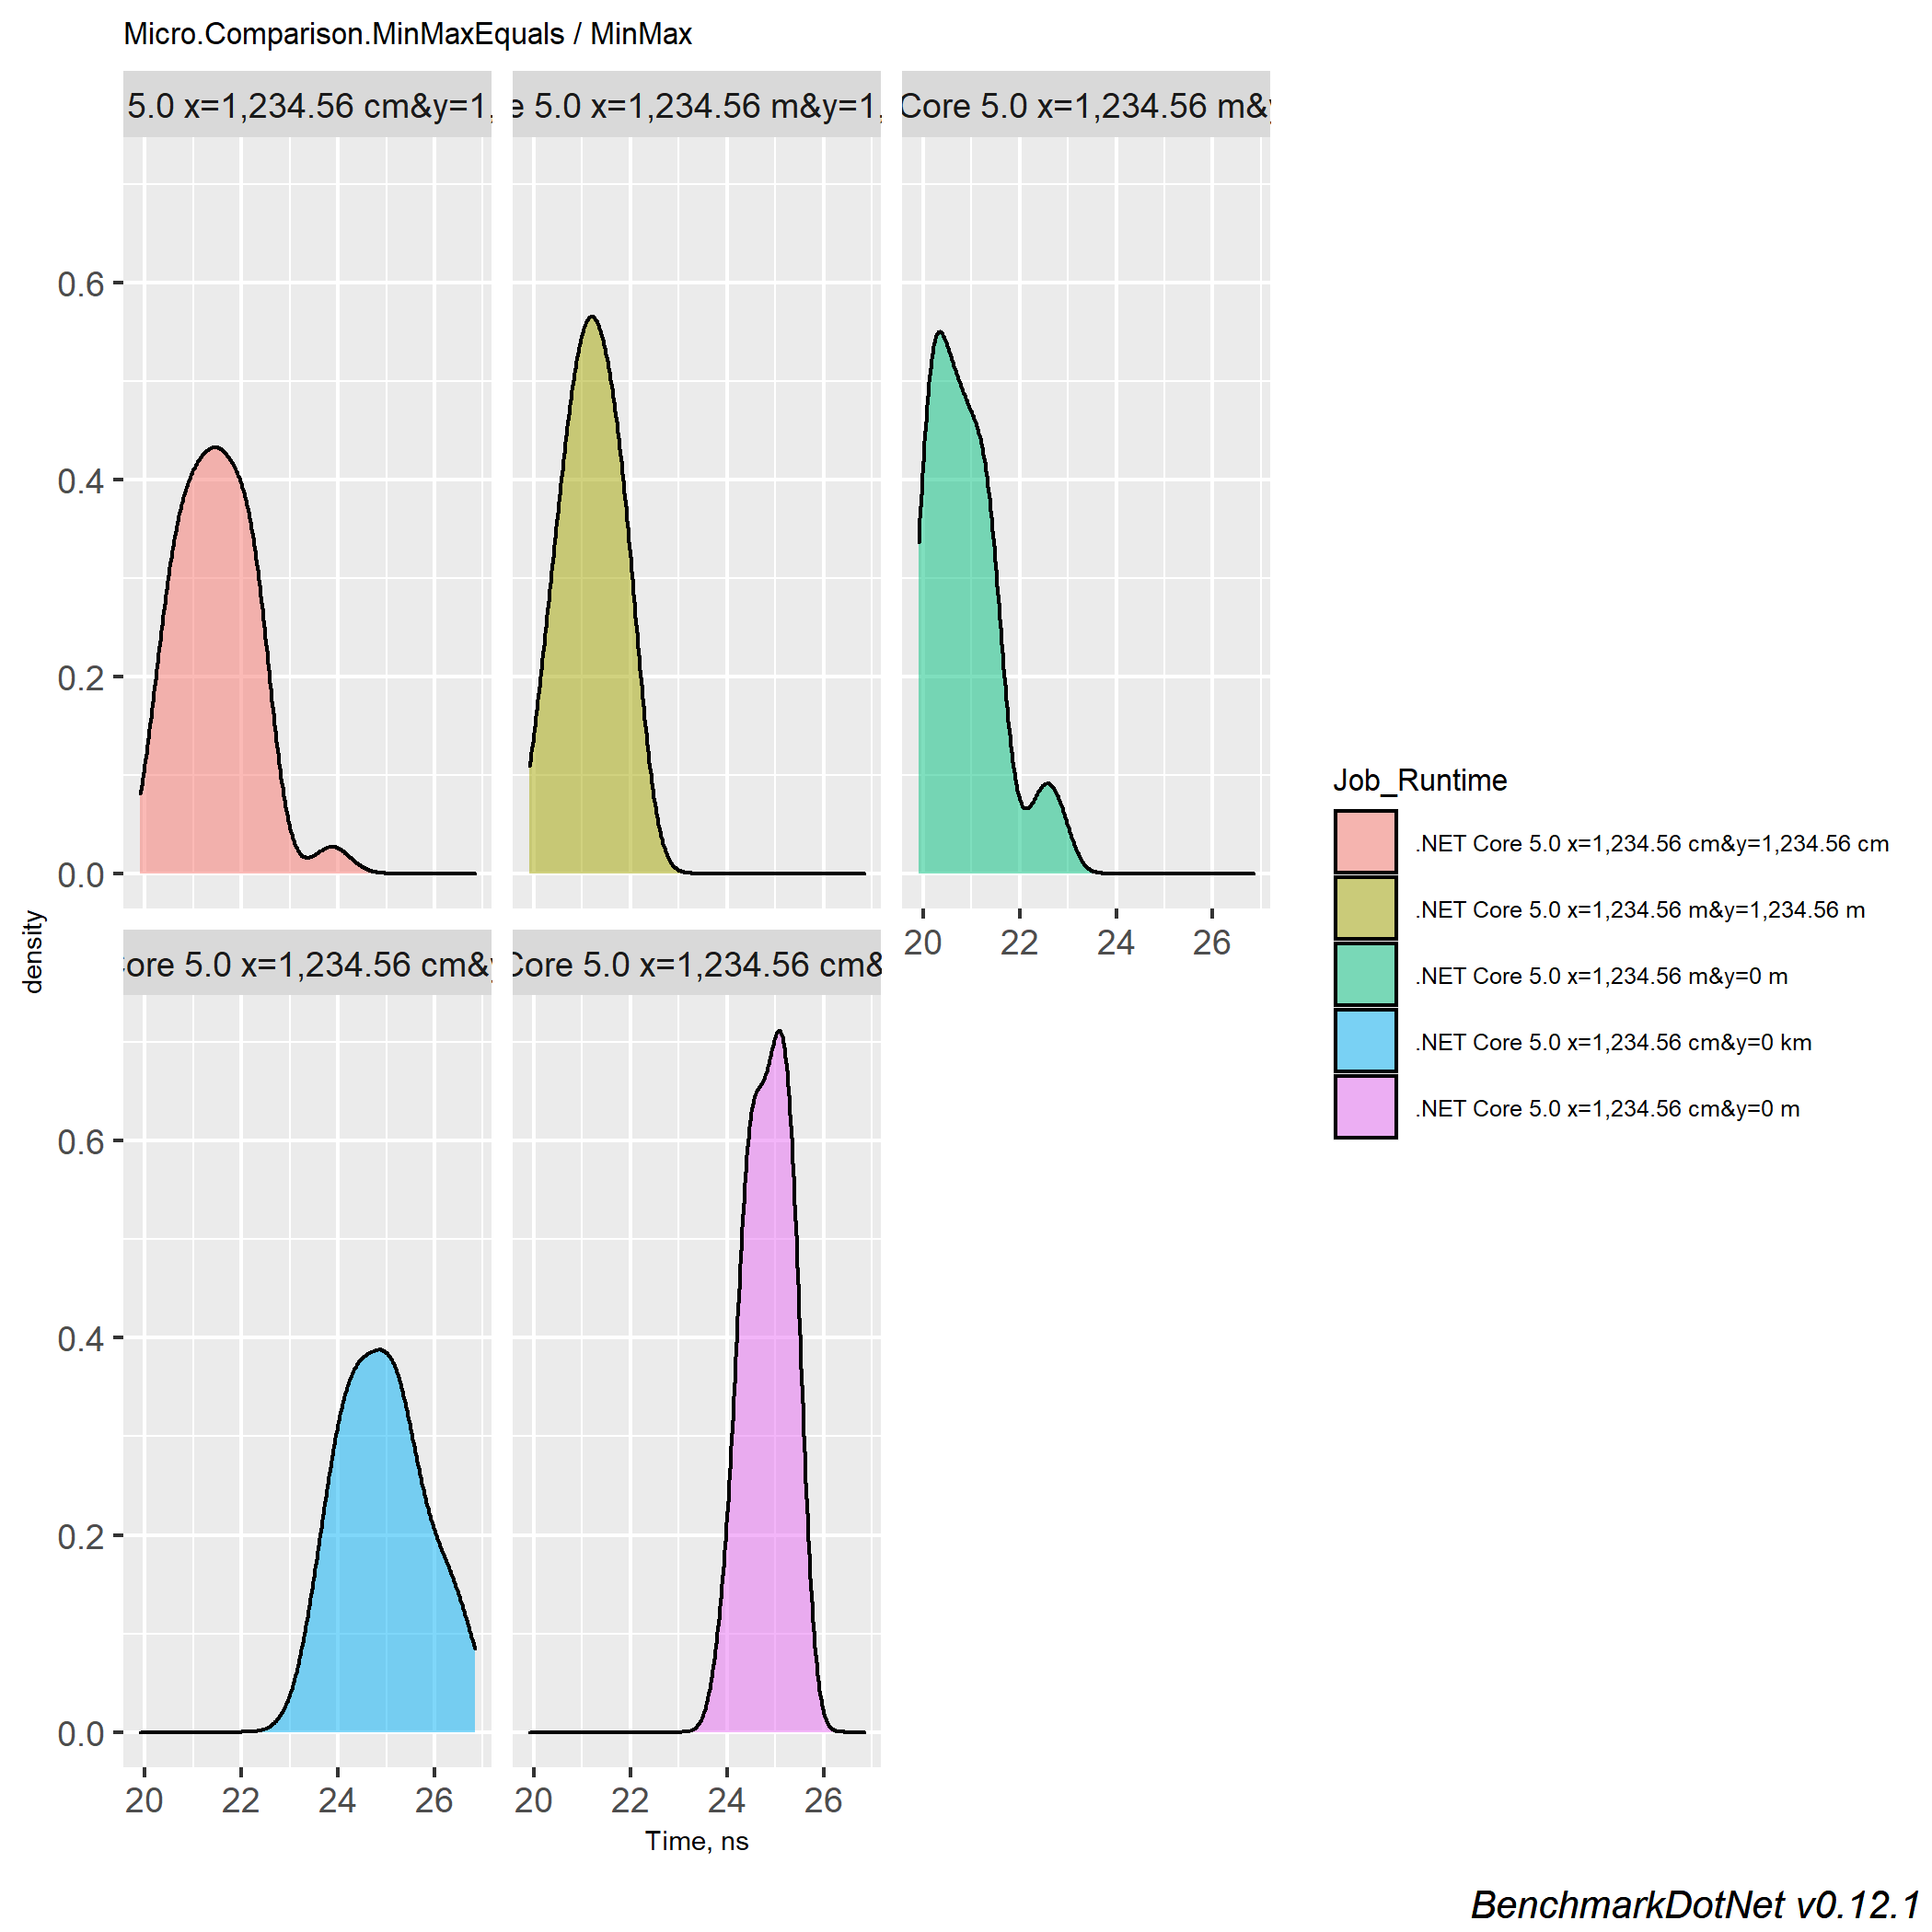 Micro.Comparison.MinMaxEquals / MinMax
5.0 x=1,234.56 cm&y=1,
e 5.0 x=1,234.56 m&y=1,
Core 5.0 x=1,234.56 m&y
0.6
0.4
0.2
0.0
20 22 24 26
density
Core 5.0 x=1,234.56 cm&y
Core 5.0 x=1,234.56 cm&
0.6
0.4
0.2
0.0
20 22 24 26
20 22 24 26
Time, ns
Job_Runtime
.NET Core 5.0 x=1,234.56 cm&y=1,234.56 cm
.NET Core 5.0 x=1,234.56 m&y=1,234.56 m
.NET Core 5.0 x=1,234.56 m&y=0 m
.NET Core 5.0 x=1,234.56 cm&y=0 km
.NET Core 5.0 x=1,234.56 cm&y=0 m
BenchmarkDotNet v0.12.1